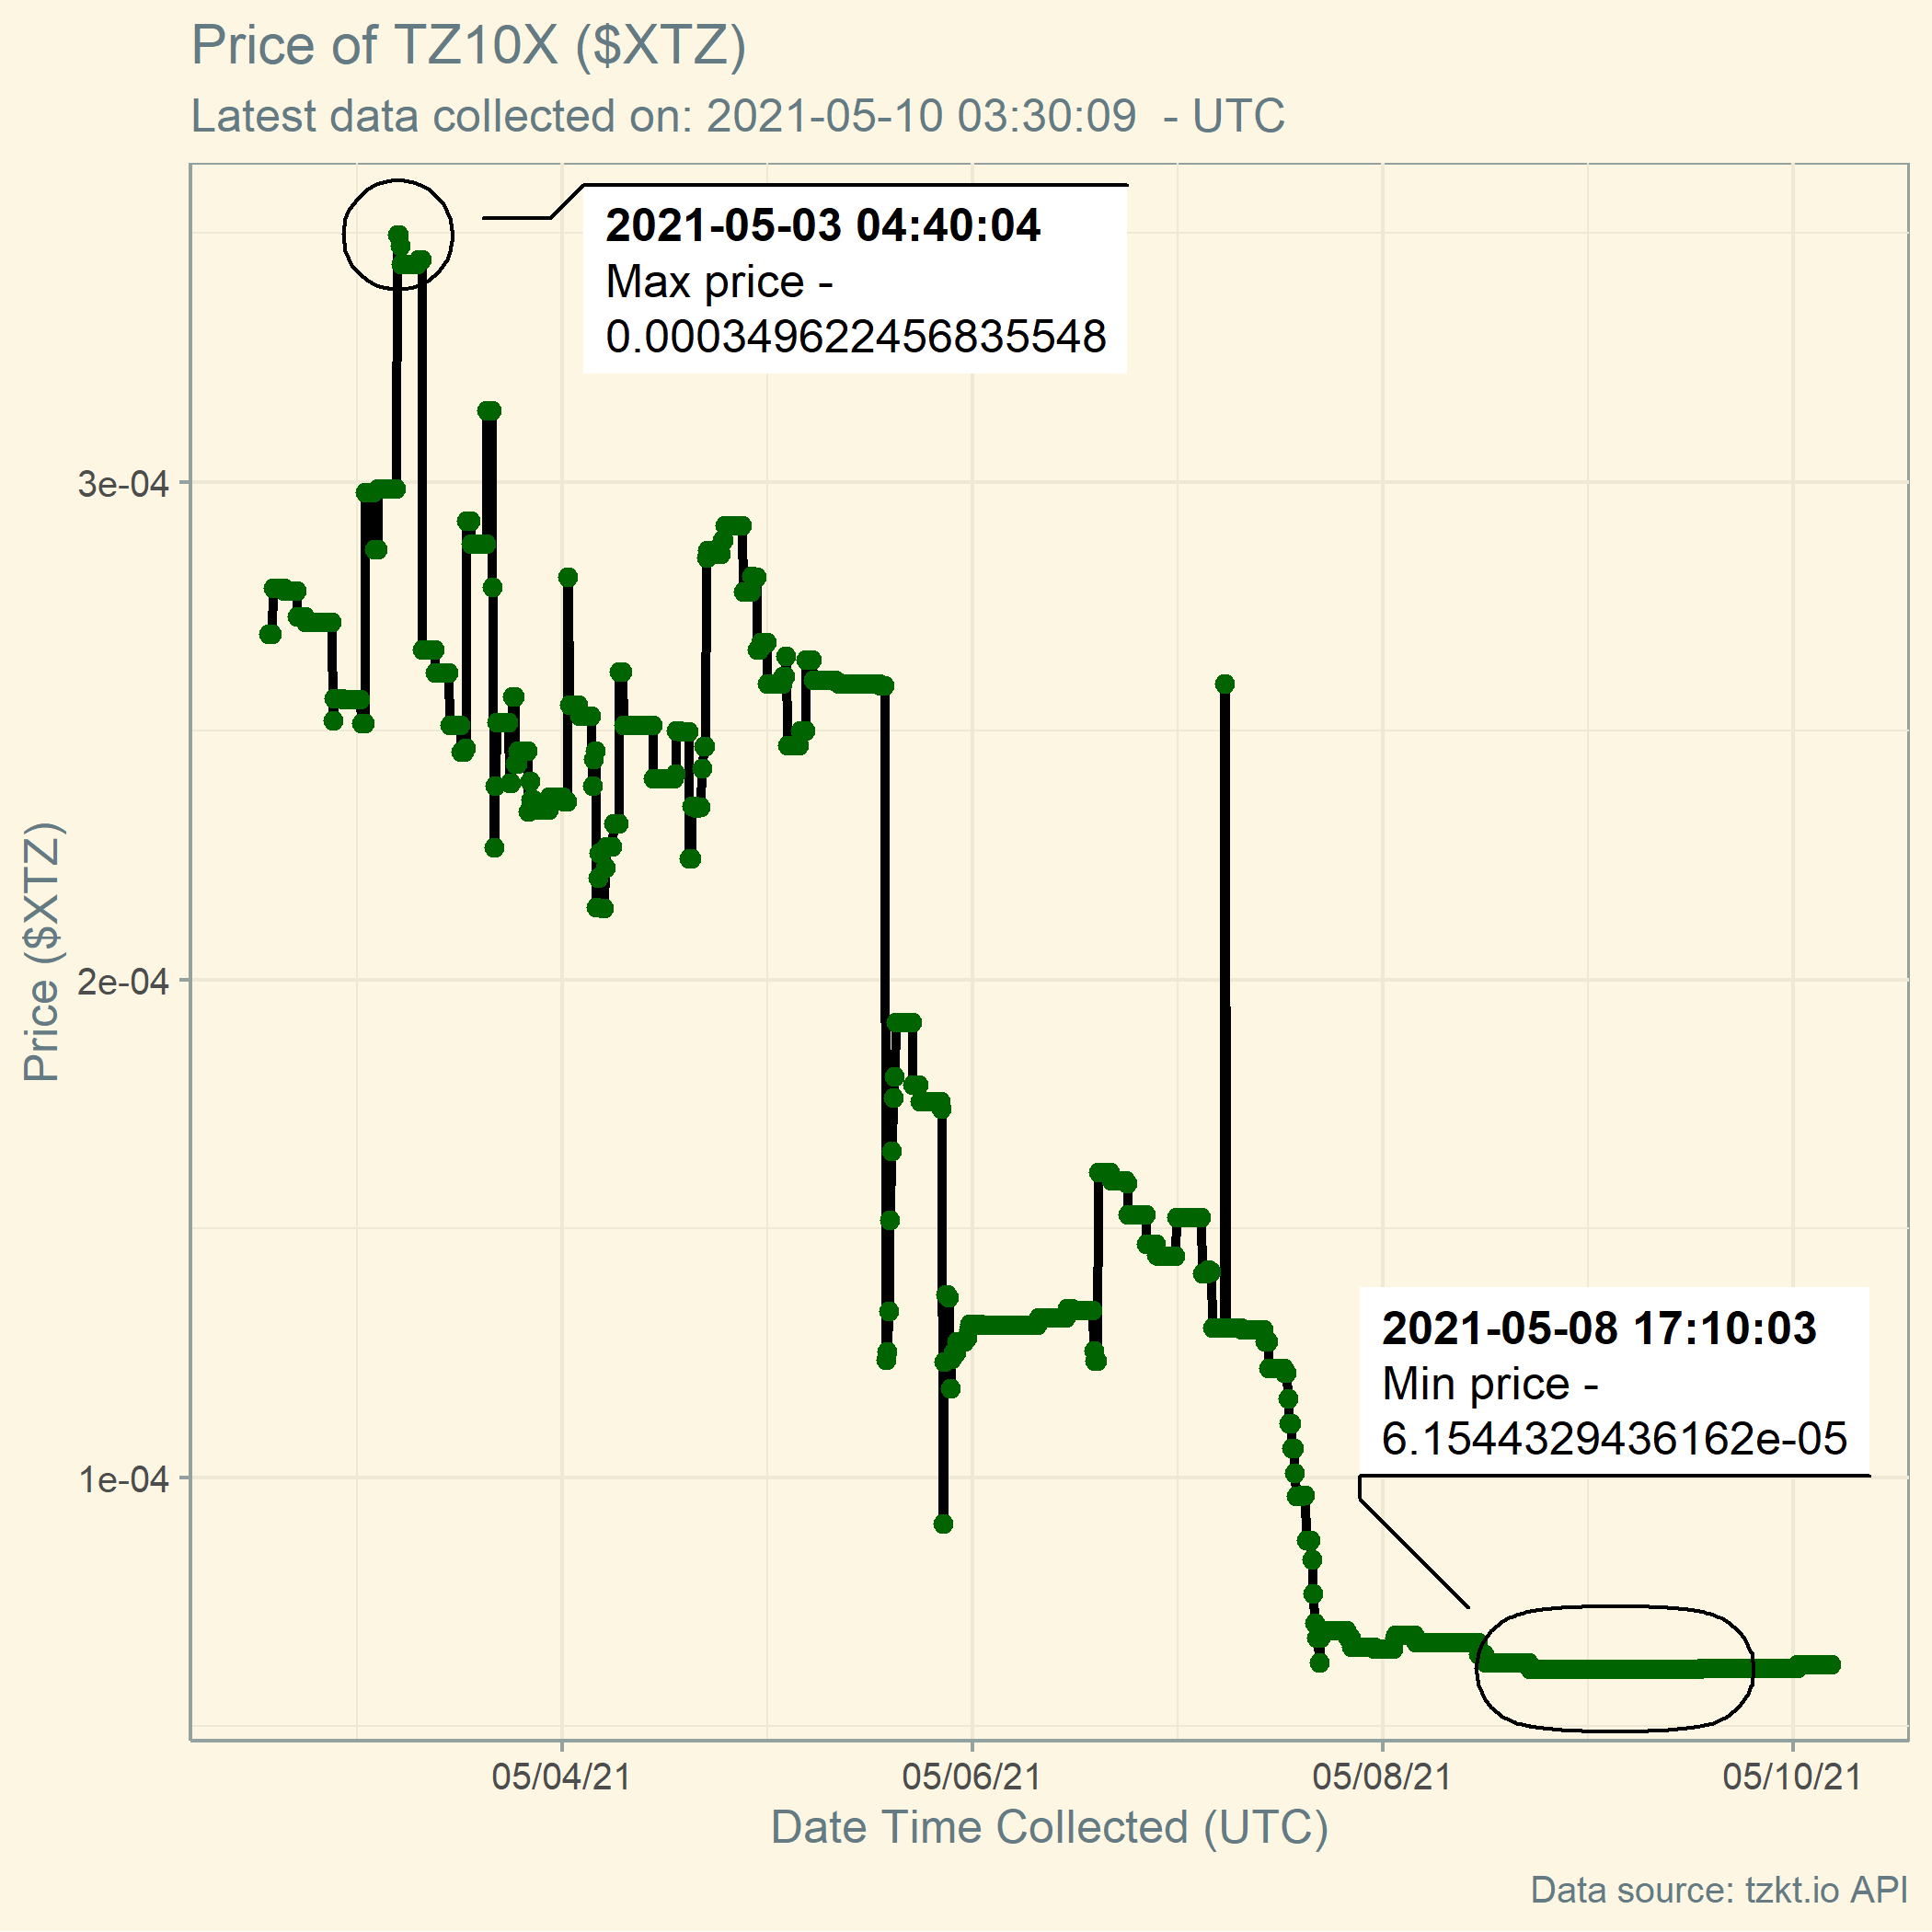 Price of TZ10X ($XTZ)
Latest data collected on: 2021-05-10 03:30:09  - UTC
2021-05-03 04:40:04
Max price -
0.000349622456835548
3e-04
2e-04
1e-04
Price ($XTZ)
2021-05-08 17:10:03
Min price -
6.1544329436162e-05
05/04/21
05/06/21
05/08/21
05/10/21
Date Time Collected (UTC)
Data source: tzkt.io API